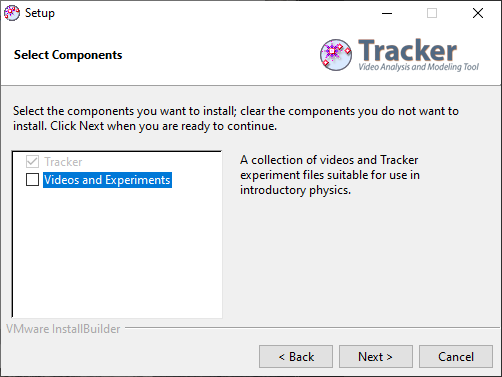 Setup
Select Components
Tracker
Video Analysis and Modeling Tool
Select the components you want to install; clear the components you do not want to
install. Click Next when you are ready to continue.
Tracker
Videos and Experiments
A collection of videos and Tracker
experiment files suitable for use in
introductory physics.
VMware InstallBuilder
< Back
Next >
Cancel